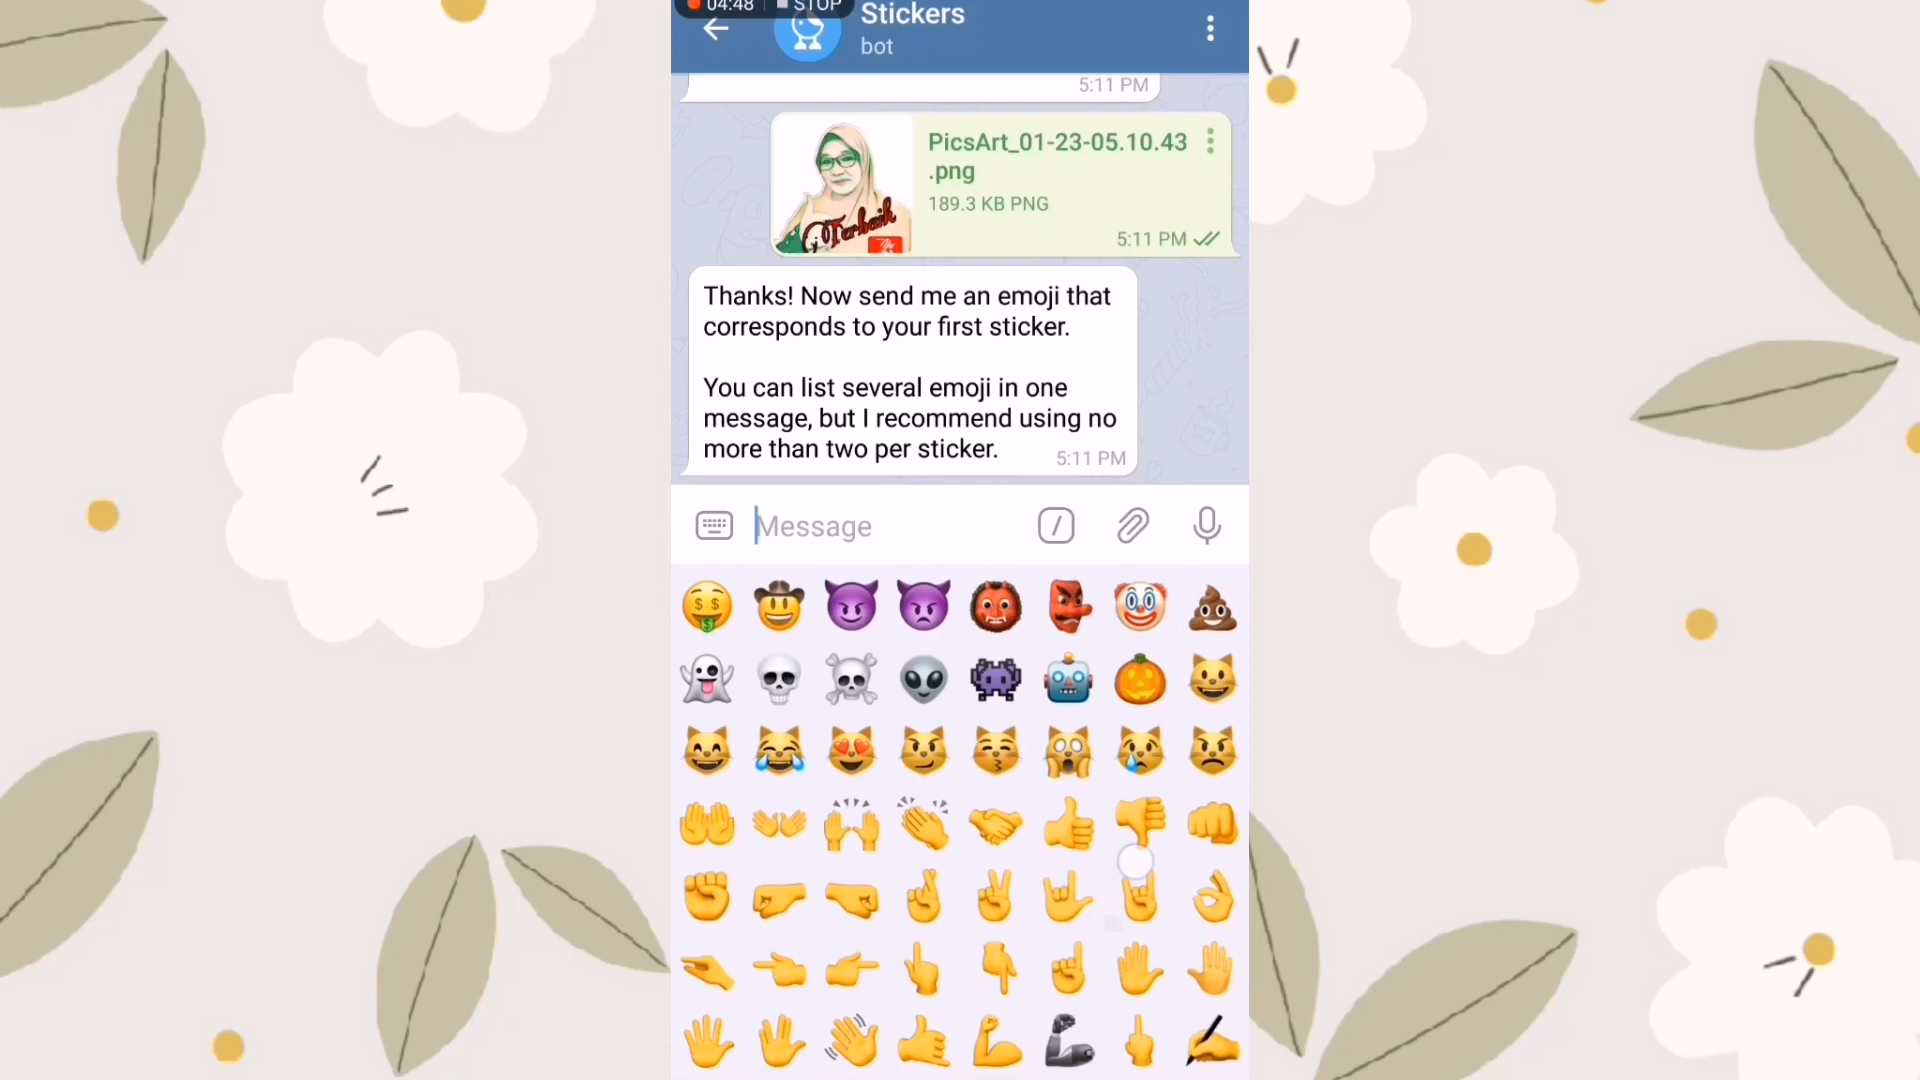 04:48
STOP
Stickers
bot
5:11 PM
PicsArt_01-23-05.10.43
.png
189.3 KB PNG
5:11 PM
Terbaik
Thanks! Now send me an emoji that
corresponds to your first sticker.
You can list several emoji in one
message, but I recommend using no
more than two per sticker.
5:11 PM
Message